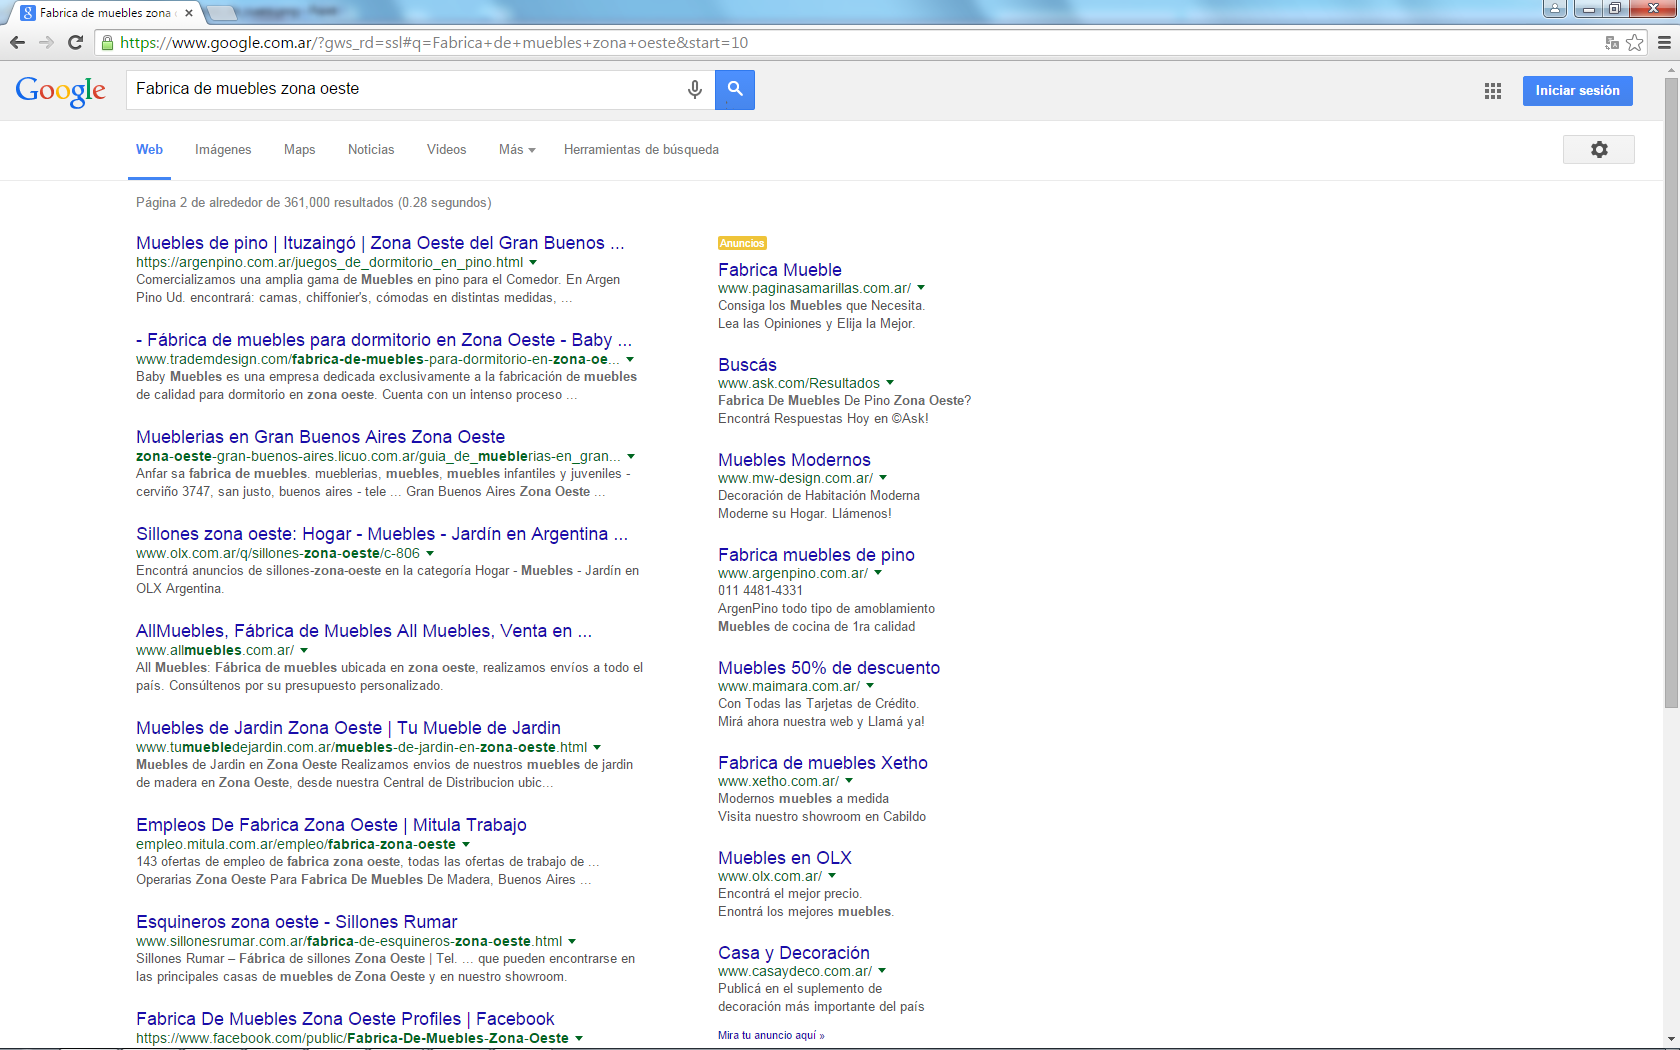 Fabrica de muebles zona
https://www.google.com.ar/?gws_rd=ssl#q=Fabrica+de+muebles+zona+oeste&start=10
Google
Fabrica de muebles zona oeste
Iniciar sesión
Web Imágenes Maps Noticias Videos Más Herramientas de búsqueda
Página 2 de alrededor de 361,000 resultados (0.28 segundos)
Muebles de pino | Ituzaingó | Zona Oeste del Gran Buenos ...
https://argenpino.com.ar/juegos_de_dormitorio_en_pino.html
Comercializamos una amplia gama de Muebles en pino para el Comedor. En Argen
Pino Ud. encontrará: camas, chiffonier's, cómodas en distintas medidas, ...
- Fábrica de muebles para dormitorio en Zona Oeste - Baby ...
www.trademdesign.com/fabrica-de-muebles-para-dormitorio-en-zona-oe...
Baby Muebles es una empresa dedicada exclusivamente a la fabricación de muebles
de calidad para dormitorio en zona oeste. Cuenta con un intenso proceso ...
Mueblerias en Gran Buenos Aires Zona Oeste
zona-oeste-gran-buenos-aires.licuo.com.ar/guia_de_mueblerias-en_gran...
Anfar sa fabrica de muebles. mueblerias, muebles, muebles infantiles y juveniles -
cerviño 3747, san justo, buenos aires - tele ... Gran Buenos Aires Zona Oeste ...
Sillones zona oeste: Hogar - Muebles - Jardín en Argentina ...
www.olx.com.ar/q/sillones-zona-oeste/c-806
Encontrá anuncios de sillones-zona-oeste en la categoría Hogar - Muebles - Jardín en
OLX Argentina.
AllMuebles, Fábrica de Muebles All Muebles, Venta en ...
www.allmuebles.com.ar/
All Muebles: Fábrica de muebles ubicada en zona oeste, realizamos envíos a todo el
país. Consúltenos por su presupuesto personalizado.
Muebles de Jardin Zona Oeste | Tu Mueble de Jardin
www.tumuebledejardin.com.ar/muebles-de-jardin-en-zona-oeste.html
Muebles de Jardin en Zona Oeste Realizamos envios de nuestros muebles de jardin
de madera en Zona Oeste, desde nuestra Central de Distribucion ubic...
Empleos De Fabrica Zona Oeste | Mitula Trabajo
empleo.mitula.com.ar/empleo/fabrica-zona-oeste
143 ofertas de empleo de fabrica zona oeste, todas las ofertas de trabajo de ...
Operarias Zona Oeste Para Fabrica De Muebles De Madera, Buenos Aires ...
Esquineros zona oeste - Sillones Rumar
www.sillonesrumar.com.ar/fabrica-de-esquineros-zona-oeste.html
Sillones Rumar – Fábrica de sillones Zona Oeste | Tel. ... que pueden encontrarse en
las principales casas de muebles de Zona Oeste y en nuestro showroom.
Fabrica De Muebles Zona Oeste Profiles | Facebook
https://www.facebook.com/public/Fabrica-De-Muebles-Zona-Oeste
Anuncios
Fabrica Mueble
www.paginasamarillas.com.ar/
Consiga los Muebles que Necesita.
Lea las Opiniones y Elija la Mejor.
Buscás
www.ask.com/Resultados
Fabrica De Muebles De Pino Zona Oeste?
Encontrá Respuestas Hoy en ©Ask!
Muebles Modernos
www.mw-design.com.ar/
Decoración de Habitación Moderna
Moderne su Hogar. Llámenos!
Fabrica muebles de pino
www.argenpino.com.ar/
011 4481-4331
ArgenPino todo tipo de amoblamiento
Muebles de cocina de 1ra calidad
Muebles 50% de descuento
www.maimara.com.ar/
Con Todas las Tarjetas de Crédito.
Mirá ahora nuestra web y Llamá ya!
Fabrica de muebles Xetho
www.xetho.com.ar/
Modernos muebles a medida
Visita nuestro showroom en Cabildo
Muebles en OLX
www.olx.com.ar/
Encontrá el mejor precio.
Enontrá los mejores muebles.
Casa y Decoración
www.casaydeco.com.ar/
Publicá en el suplemento de
decoración más importante del país
Mira tu anuncio aquí »